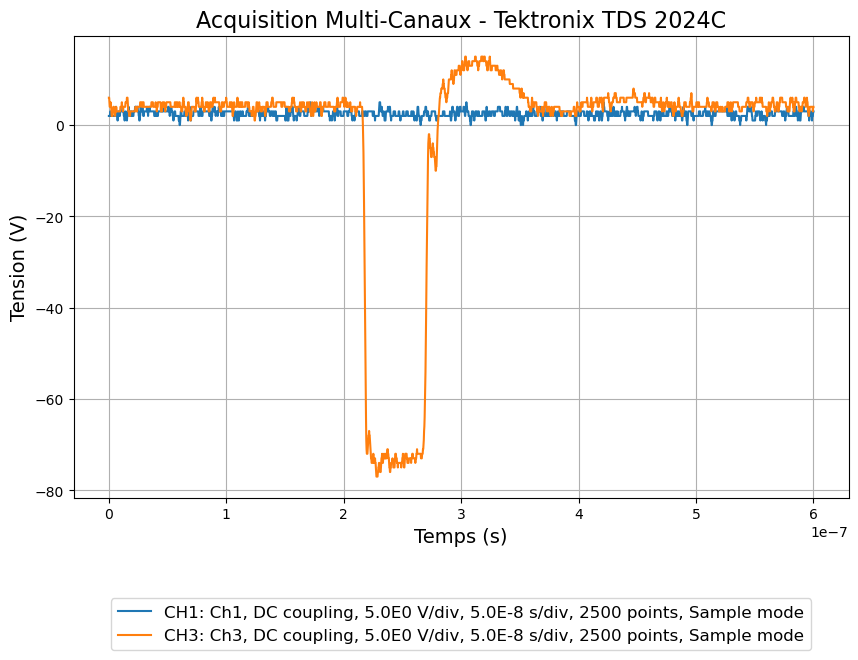 Acquisition Multi-Canaux - Tektronix TDS 2024C
Tension (V)
0
−20
−40
−60
−80
0 1 2 3 4 5 6
1e−7
Temps (s)
CH1: Ch1, DC coupling, 5.0E0 V/div, 5.0E-8 s/div, 2500 points, Sample mode
CH3: Ch3, DC coupling, 5.0E0 V/div, 5.0E-8 s/div, 2500 points, Sample mode